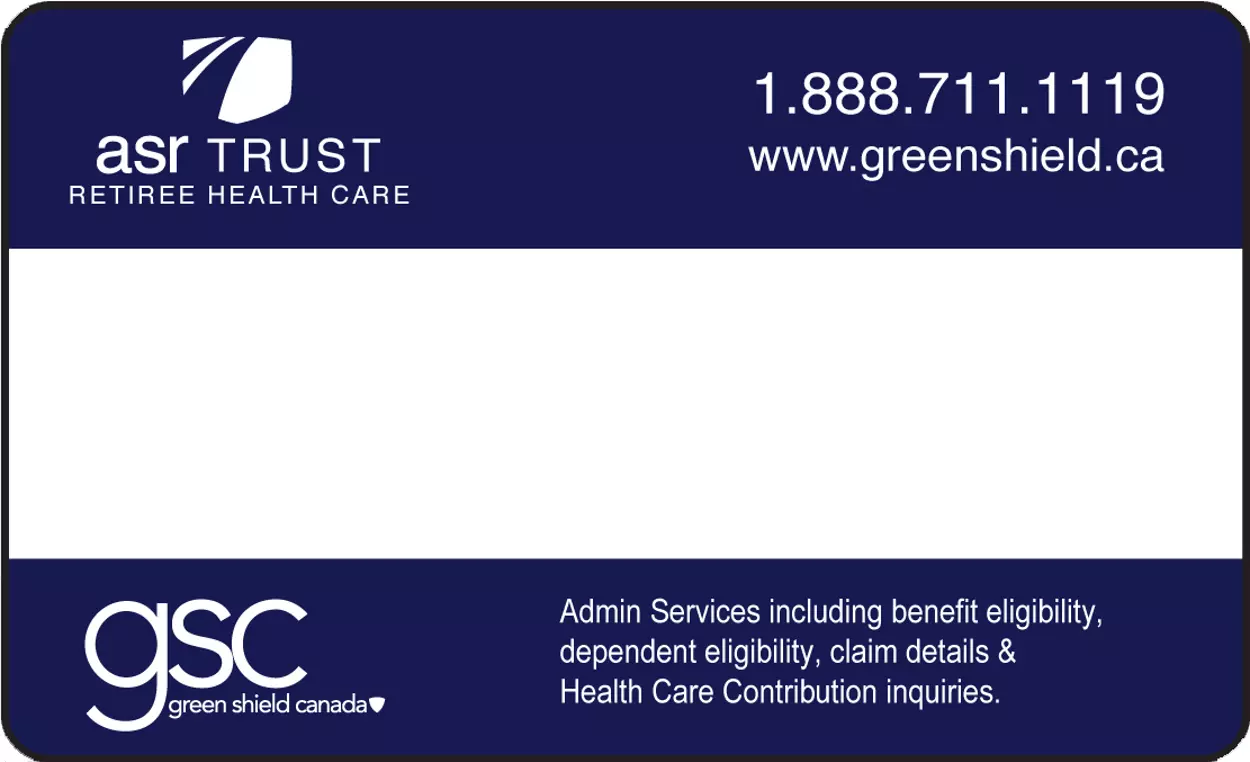 asr TRUST
RETIREE HEALTH CARE
1.888.711.1119
www.greenshield.ca
gsc
green shield canada
Admin Services including benefit eligibility,
dependent eligibility, claim details &
Health Care Contribution inquiries.